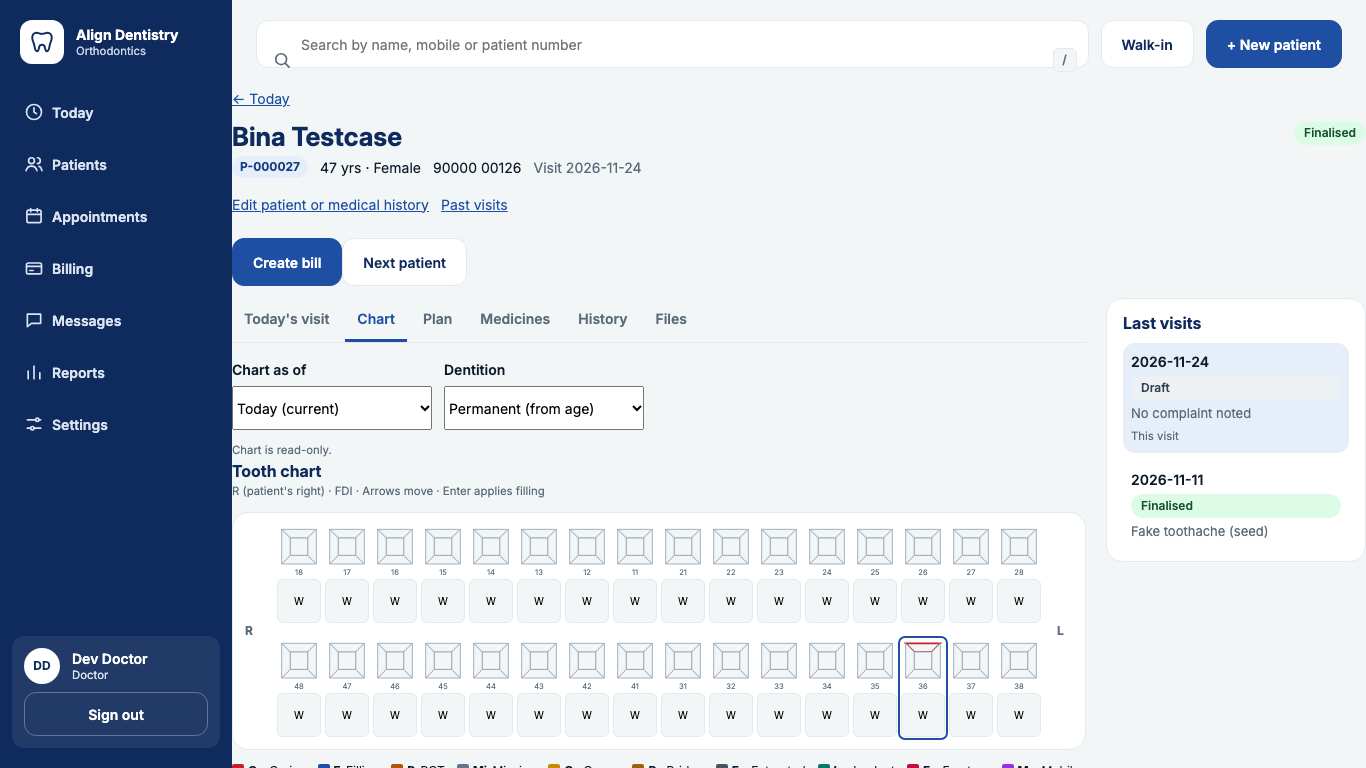 Align Dentistry
Orthodontics
Today
Patients
Appointments
Billing
Messages
Reports
Settings
DD
Dev Doctor
Doctor
Sign out
Search by name, mobile or patient number
/
Walk-in
+ New patient
← Today
Bina Testcase
Finalised
P-000027 47 yrs · Female 90000 00126 Visit 2026-11-24
Edit patient or medical history Past visits
Create bill Next patient
Today's visit Chart Plan Medicines History Files
Chart as of Dentition
Today (current) Permanent (from age)
Chart is read-only.
Tooth chart
R (patient's right) · FDI · Arrows move · Enter applies filling
18 17 16 15 14 13 12 11 21 22 23 24 25 26 27 28
W W W W W W W W W W W W W W W W
R L
48 47 46 45 44 43 42 41 31 32 33 34 35 36 37 38
W W W W W W W W W W W W W W W W
Last visits
2026-11-24
Draft
No complaint noted
This visit
2026-11-11
Finalised
Fake toothache (seed)